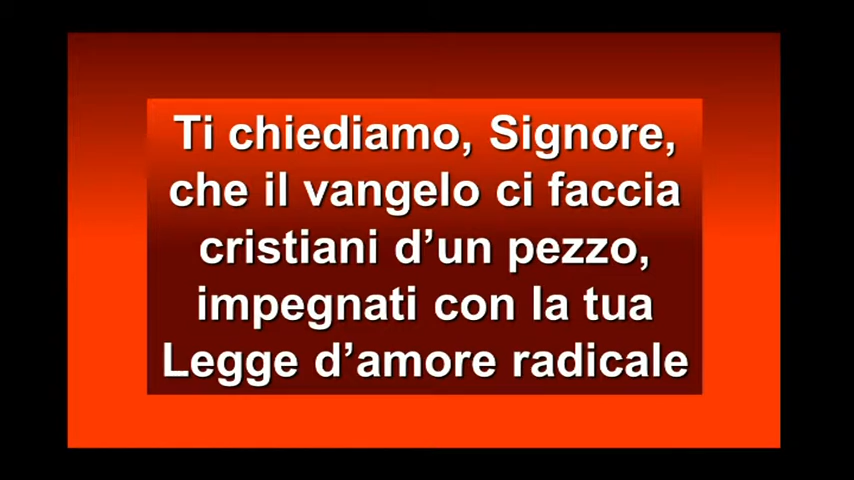 Ti chiediamo, Signore,
che il vangelo ci faccia
cristiani d’un pezzo,
impegnati con la tua
Legge d’amore radicale